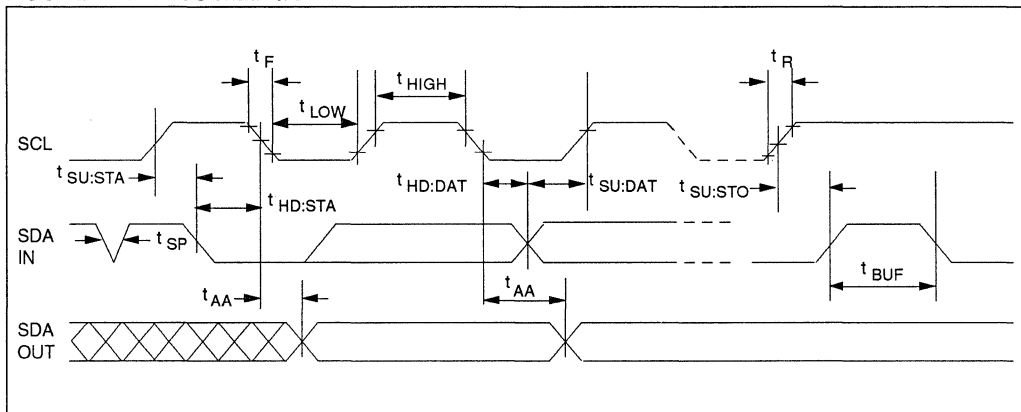 t F
t R
t HIGH
t LOW
SCL
t SU:STA
t HD:DAT
t SU:DAT
t SU:STO
t HD:STA
SDA
IN
t SP
t BUF
t AA
t AA
SDA
OUT